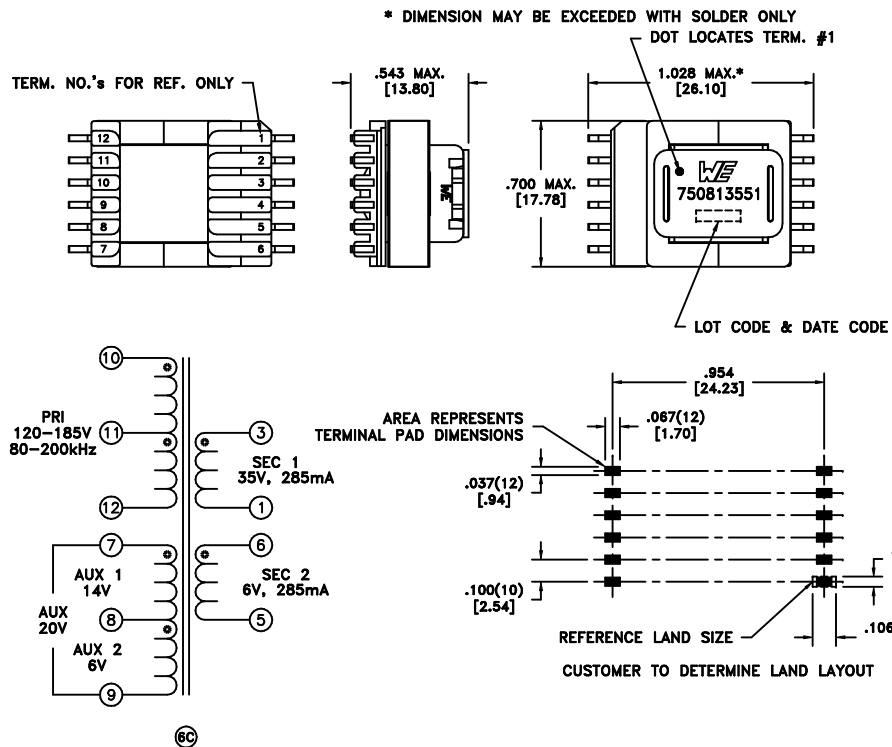 * DIMENSION MAY BE EXCEEDED WITH SOLDER ONLY
DOT LOCATES TERM. #1
TERM. NO.'s FOR REF. ONLY
.543 MAX.
[13.80]
1.028 MAX.*
[26.10]
12
11
10
9
8
7
1
2
3
4
5
6
WE
.700 MAX.
[17.78]
WE
750813551
LOT CODE & DATE CODE
10
PRI
120-185V
80-200kHz
11
12
3
SEC 1
35V, 285mA
1
7
AUX 1
14V
8
AUX
20V
AUX 2
6V
9
6
SEC 2
6V, 285mA
5
6C
.954
[24.23]
AREA REPRESENTS
TERMINAL PAD DIMENSIONS
.067(12)
[1.70]
.037(12)
[.94]
.100(10)
[2.54]
.106
REFERENCE LAND SIZE
CUSTOMER TO DETERMINE LAND LAYOUT